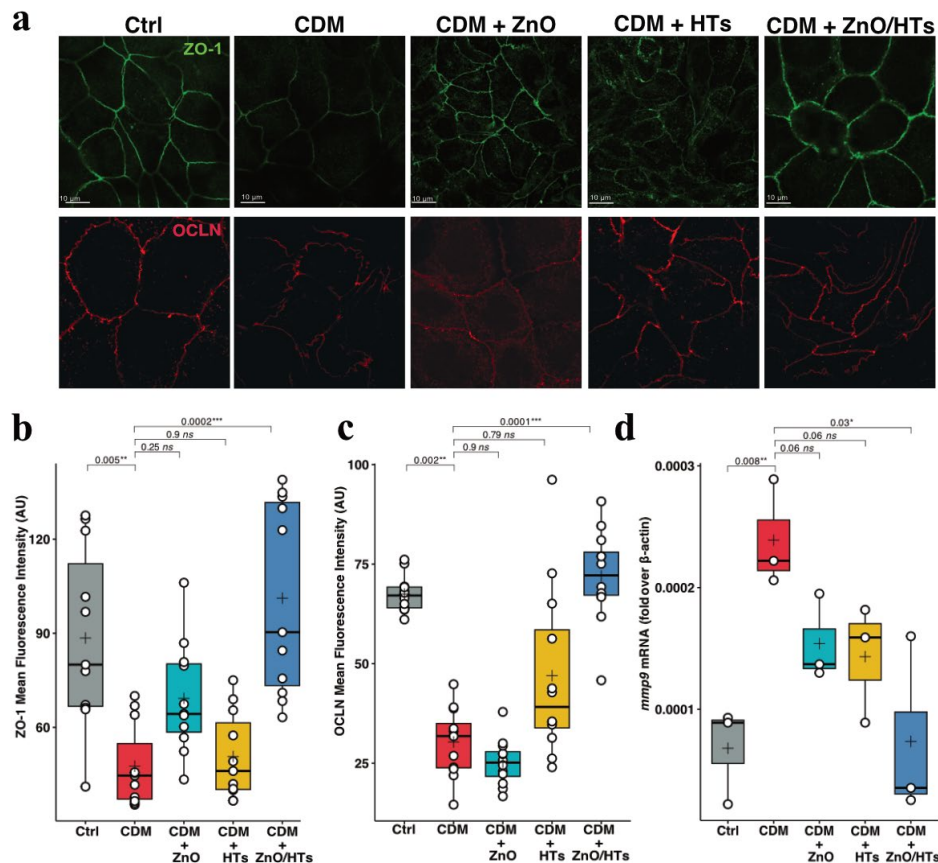 a
Ctrl CDM CDM + ZnO CDM + HTs CDM + ZnO/HTs
ZO-1
10 µm 10 µm 10 µm 10 µm 10 µm
OCLN
b
0.0002***
0.9 ns
0.25 ns
0.005**
ZO-1 Mean Fluorescence Intensity (AU)
120
90
60
Ctrl CDM CDM + ZnO CDM + HTs CDM + ZnO/HTs
c
0.0001***
0.79 ns
0.9 ns
0.002**
OCLN Mean Fluorescence Intensity (AU)
100
75
50
25
Ctrl CDM CDM + ZnO CDM + HTs CDM + ZnO/HTs
d
0.03*
0.06 ns
0.06 ns
0.008**
mmp9 mRNA (fold over β-actin)
0.0003
0.0002
0.0001
Ctrl CDM CDM + ZnO CDM + HTs CDM + ZnO/HTs